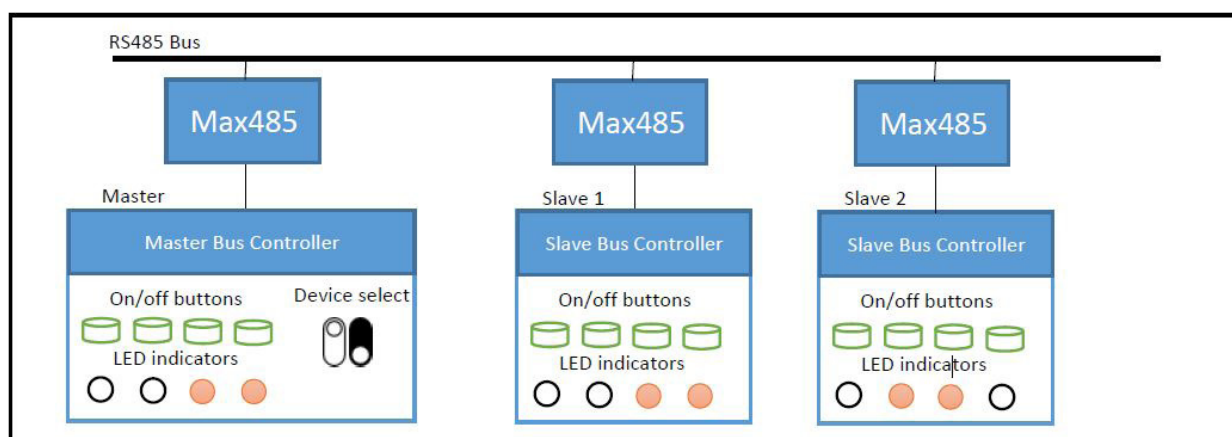 RS485 Bus
Max485
Max485
Max485
Master
Slave 1
Slave 2
Master Bus Controller
Slave Bus Controller
Slave Bus Controller
On/off buttons
Device select
On/off buttons
On/off buttons
LED indicators
LED indicators
LED indicators